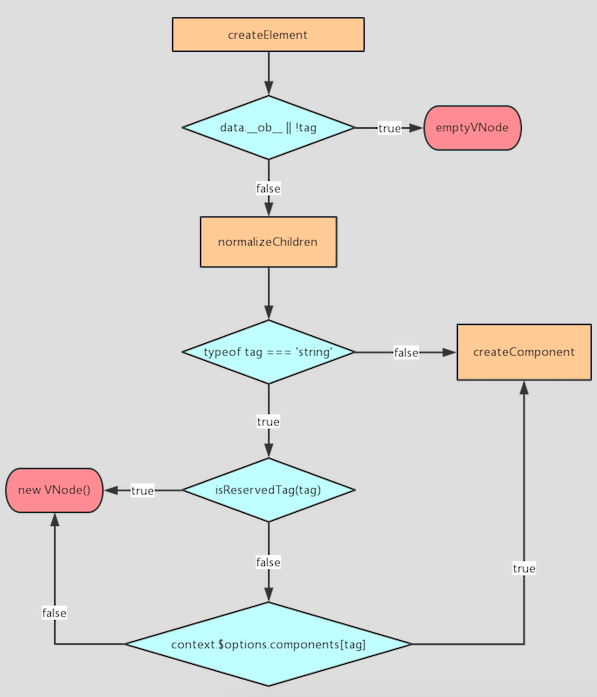 createElement
data.__ob__ || !tag
true
emptyVNode
false
normalizeChildren
typeof tag === 'string'
false
createComponent
true
isReservedTag(tag)
true
new VNode()
false
true
false
context.$options.components[tag]